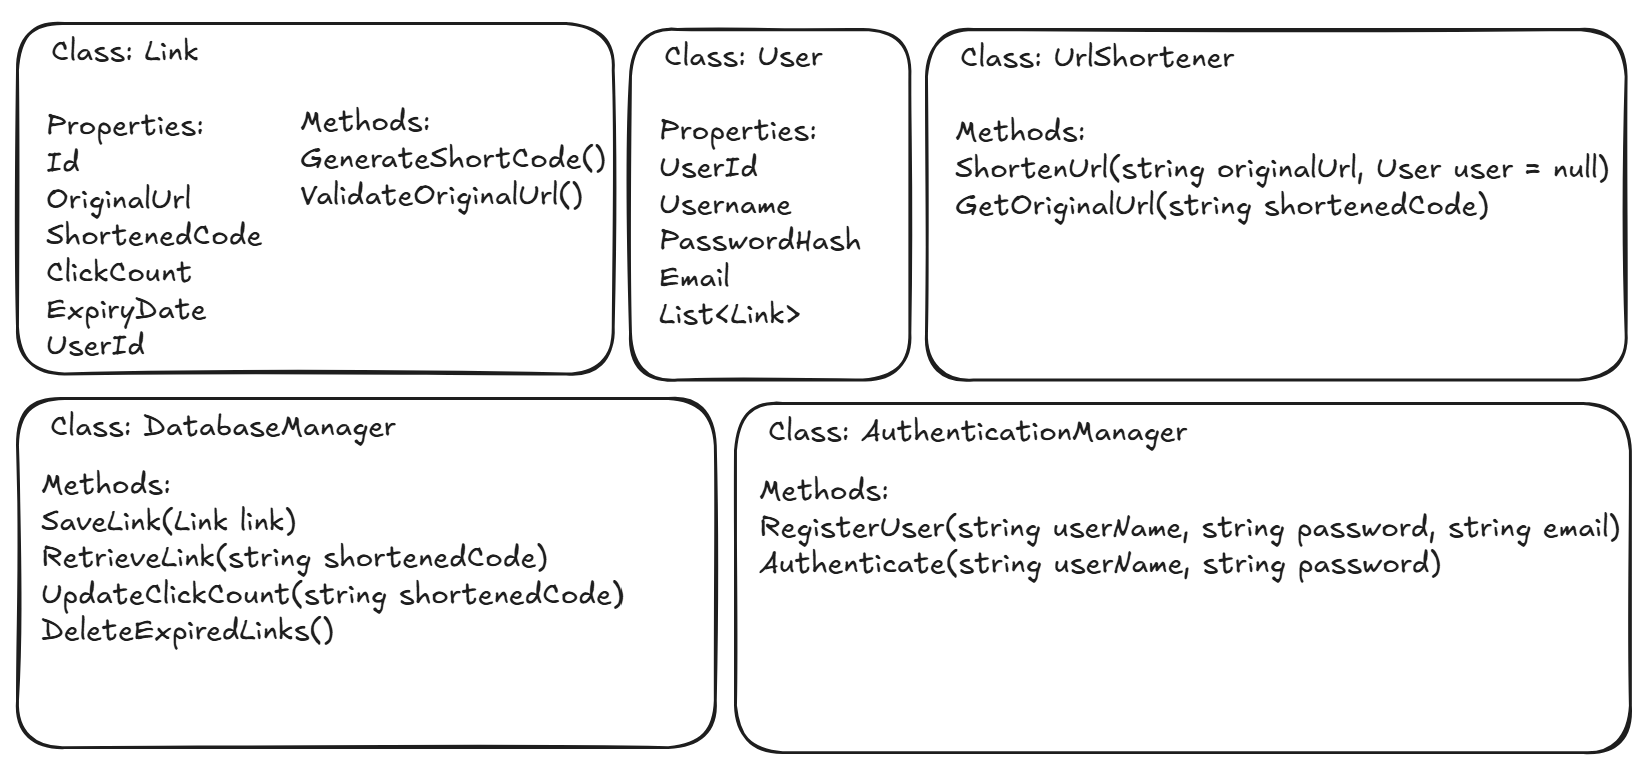 Class: Link
Properties:
Id
OriginalUrl
ShortenedCode
ClickCount
ExpiryDate
UserId
Methods:
GenerateShortCode()
ValidateOriginalUrl()
Class: User
Properties:
UserId
Username
PasswordHash
Email
List<Link>
Class: UrlShortener
Methods:
ShortenUrl(string originalUrl, User user = null)
GetOriginalUrl(string shortenedCode)
Class: DatabaseManager
Methods:
SaveLink(Link link)
RetrieveLink(string shortenedCode)
UpdateClickCount(string shortenedCode)
DeleteExpiredLinks()
Class: AuthenticationManager
Methods:
RegisterUser(string userName, string password, string email)
Authenticate(string userName, string password)